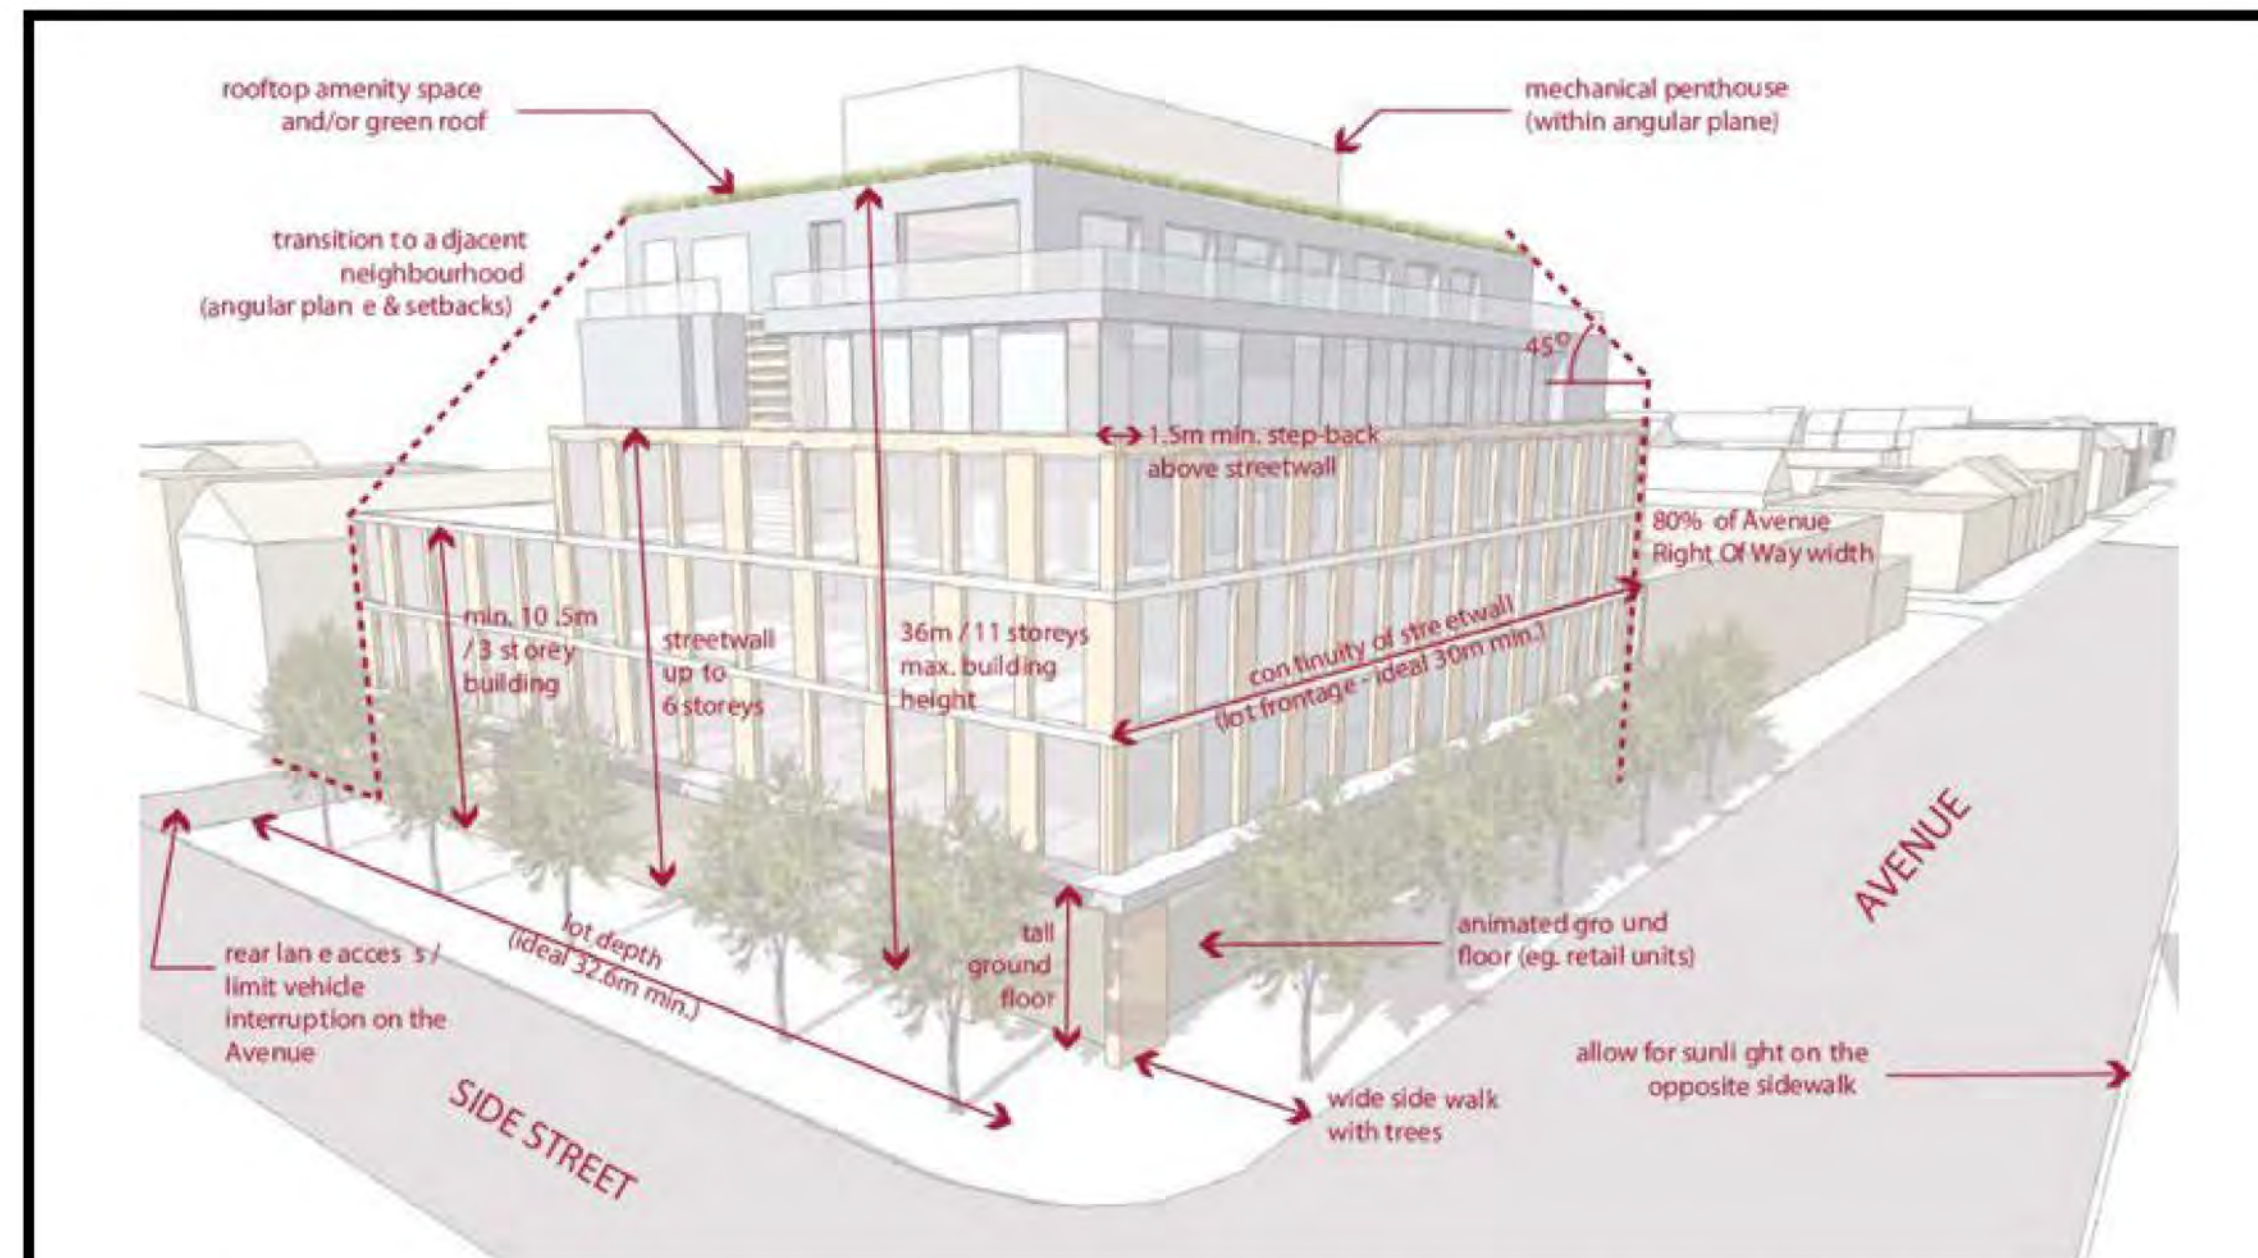 rooftop amenity space
and/or green roof
mechanical penthouse
(within angular plane)
transition to a djacent
neighbourhood
(angular plan e & setbacks)
45°
1.5m min. step-back
above streetwall
80% of Avenue
Right Of Way width
min. 10 .5m
/ 3 st orey
building
streetwall
up to
6 storeys
36m / 11 storeys
max. building
height
con tinuity of stre etwall
(lot frontage - ideal 30m min.)
AVENUE
rear lan e acces s /
limit vehicle
interruption on the
Avenue
lot depth
(ideal 32.6m min.)
tall
ground
floor
animated gro und
floor (eg. retail units)
allow for sunli ght on the
opposite sidewalk
wide side walk
with trees
SIDE STREET